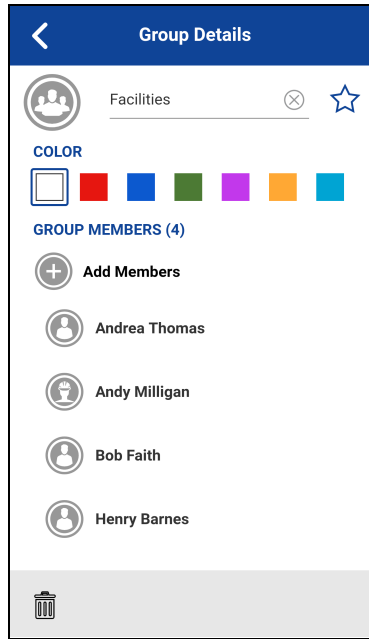 Group Details
Facilities
COLOR
GROUP MEMBERS (4)
Add Members
Andrea Thomas
Andy Milligan
Bob Faith
Henry Barnes